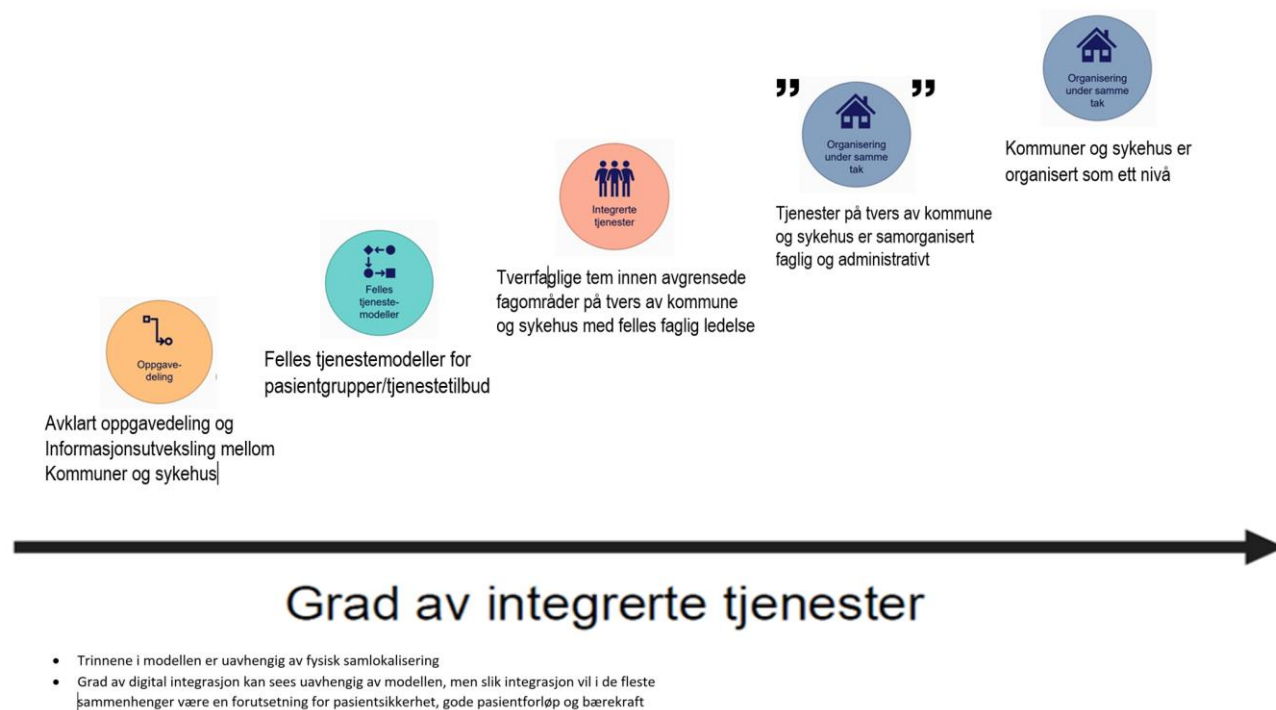 Oppgave-
deling
Avklart oppgavedeling og
Informasjonsutveksling mellom
Kommuner og sykehus
Felles
tjeneste-
modeller
Felles tjenestemodeller for
pasientgrupper/tjenestetilbud
Integrerte
tjenester
Tverrfaglige tem innen avgrensede
fagområder på tvers av kommune
og sykehus med felles faglig ledelse
” ”
Organisering
under samme
tak
Tjenester på tvers av kommune
og sykehus er samorganisert
faglig og administrativt
Organisering
under samme
tak
Kommuner og sykehus er
organisert som ett nivå
Grad av integrerte tjenester
• Trinnene i modellen er uavhengig av fysisk samlokalisering
• Grad av digital integrasjon kan sees uavhengig av modellen, men slik integrasjon vil i de fleste
sammenhenger være en forutsetning for pasientsikkerhet, gode pasientforløp og bærekraft